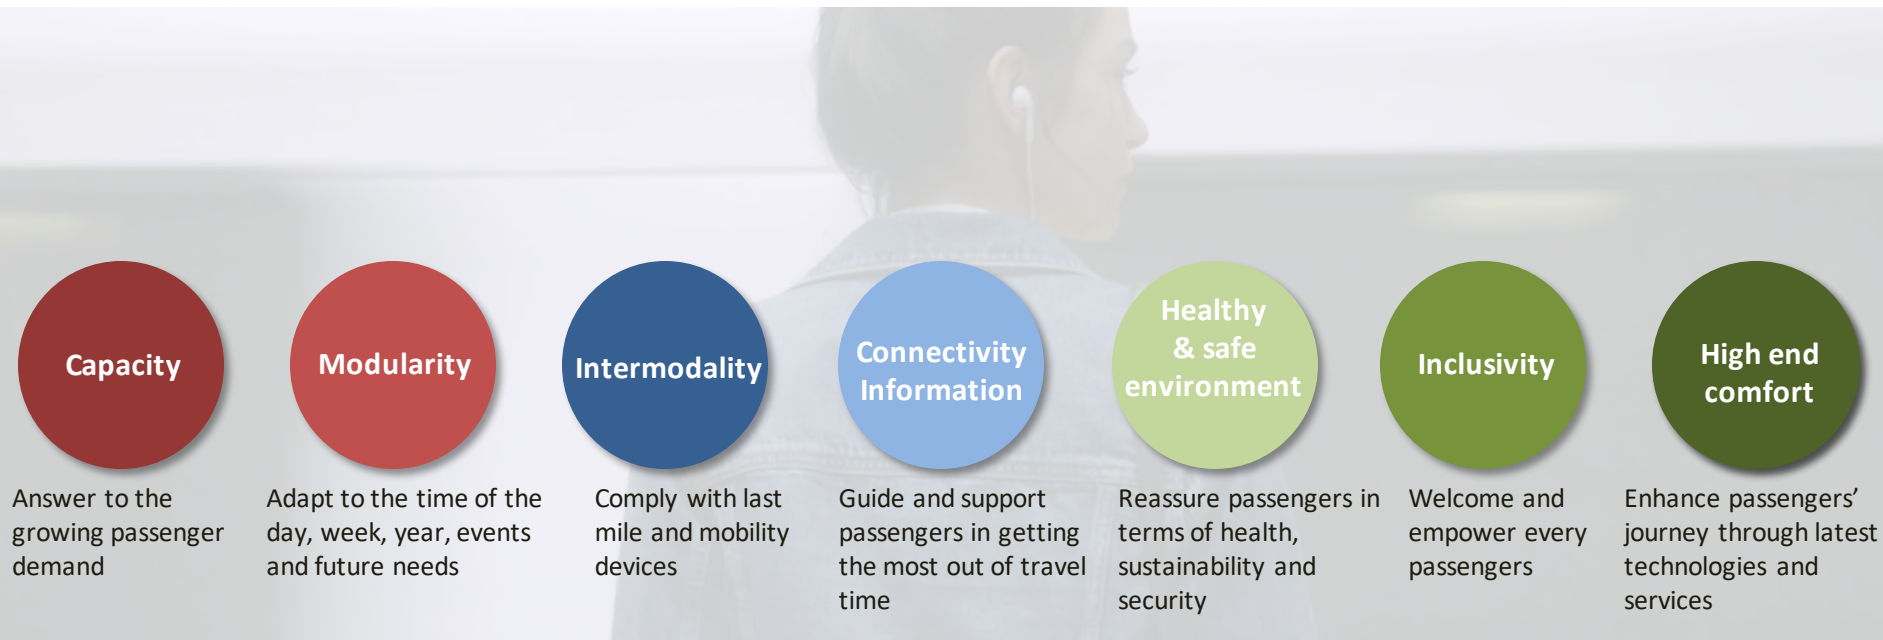 Capacity
Answer to the
growing passenger
demand
Modularity
Adapt to the time of the
day, week, year, events
and future needs
Intermodality
Comply with last
mile and mobility
devices
Connectivity
Information
Guide and support
passengers in getting
the most out of travel
time
Healthy
& safe
environment
Reassure passengers in
terms of health,
sustainability and
security
Inclusivity
Welcome and
empower every
passengers
High end
comfort
Enhance passengers’
journey through latest
technologies and
services